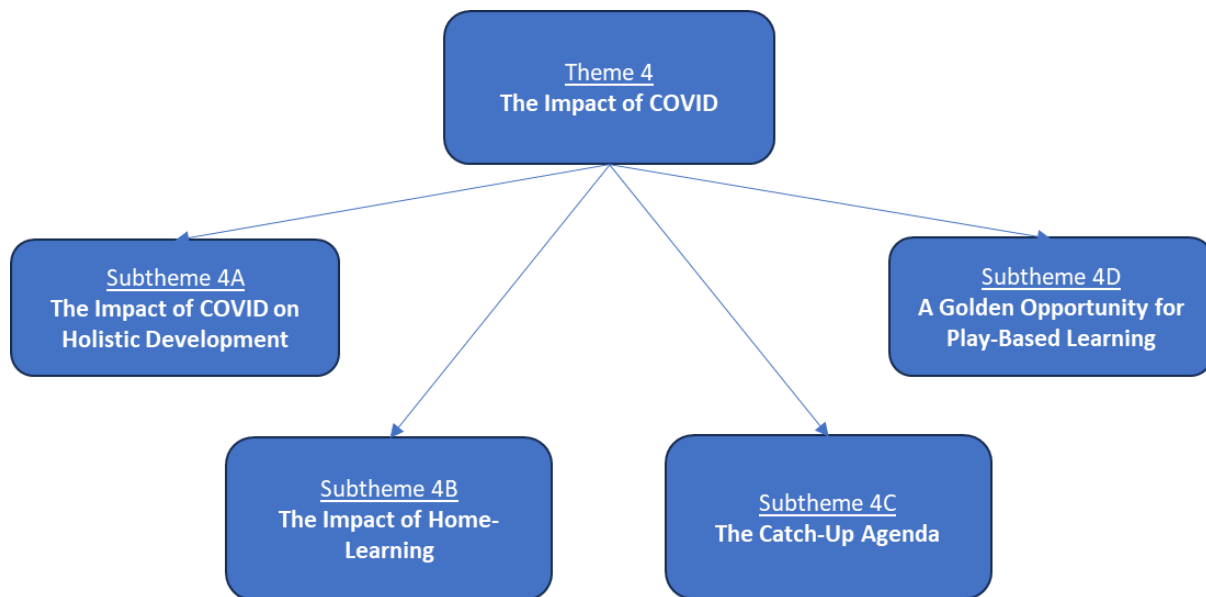 Theme 4
The Impact of COVID
Subtheme 4A
The Impact of COVID on
Holistic Development
Subtheme 4D
A Golden Opportunity for
Play-Based Learning
Subtheme 4B
The Impact of Home-
Learning
Subtheme 4C
The Catch-Up Agenda